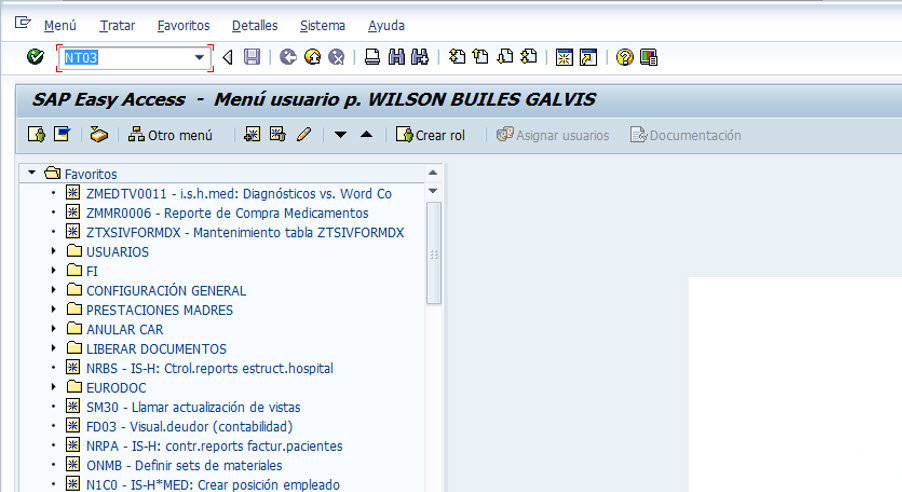 Menú Tratar Favoritos Detalles Sistema Ayuda
NT03
SAP Easy Access - Menú usuario p. WILSON BUILES GALVIS
Otro menú Crear rol Asignar usuarios Documentación
Favoritos
ZMEDTV0011 - i.s.h.med: Diagnósticos vs. Word Co
ZMMR0006 - Reporte de Compra Medicamentos
ZTXSIVFORMDX - Mantenimiento tabla ZTSIVFORMDX
USUARIOS
FI
CONFIGURACIÓN GENERAL
PRESTACIONES MADRES
ANULAR CAR
LIBERAR DOCUMENTOS
NRBS - IS-H: Ctrol.reports estruct.hospital
EURODOC
SM30 - Llamar actualización de vistas
FD03 - Visual.deudor (contabilidad)
NRPA - IS-H: contr.reports factur.pacientes
ONMB - Definir sets de materiales
N1C0 - IS-H*MED: Crear posición empleado